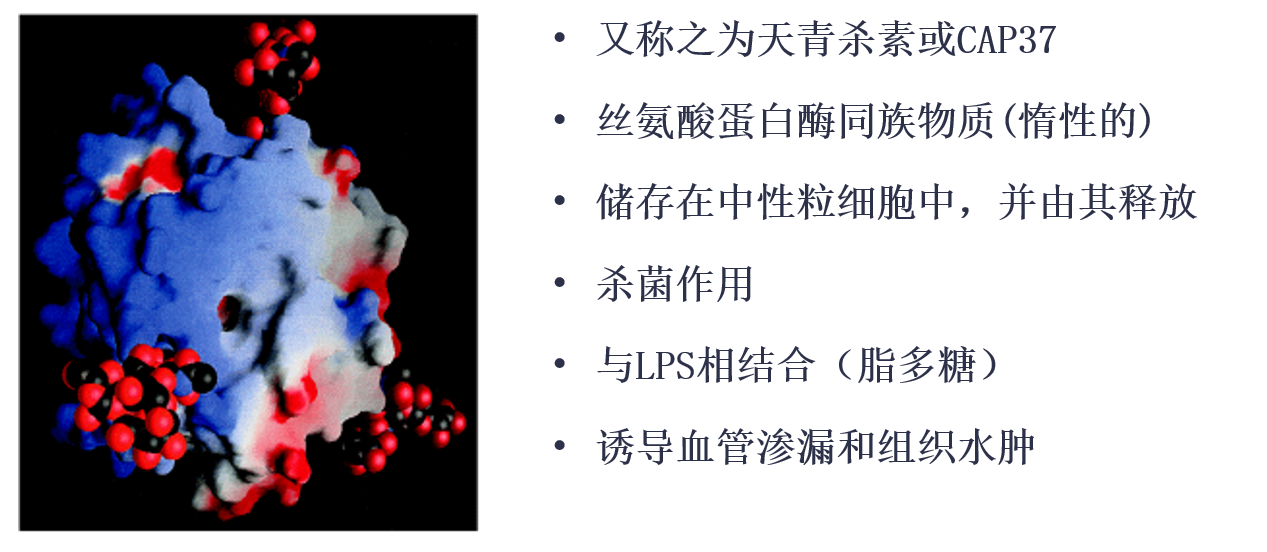 • 又称之为天青杀素或CAP37
• 丝氨酸蛋白酶同族物质(惰性的)
• 储存在中性粒细胞中，并由其释放
• 杀菌作用
• 与LPS相结合（脂多糖）
• 诱导血管渗漏和组织水肿